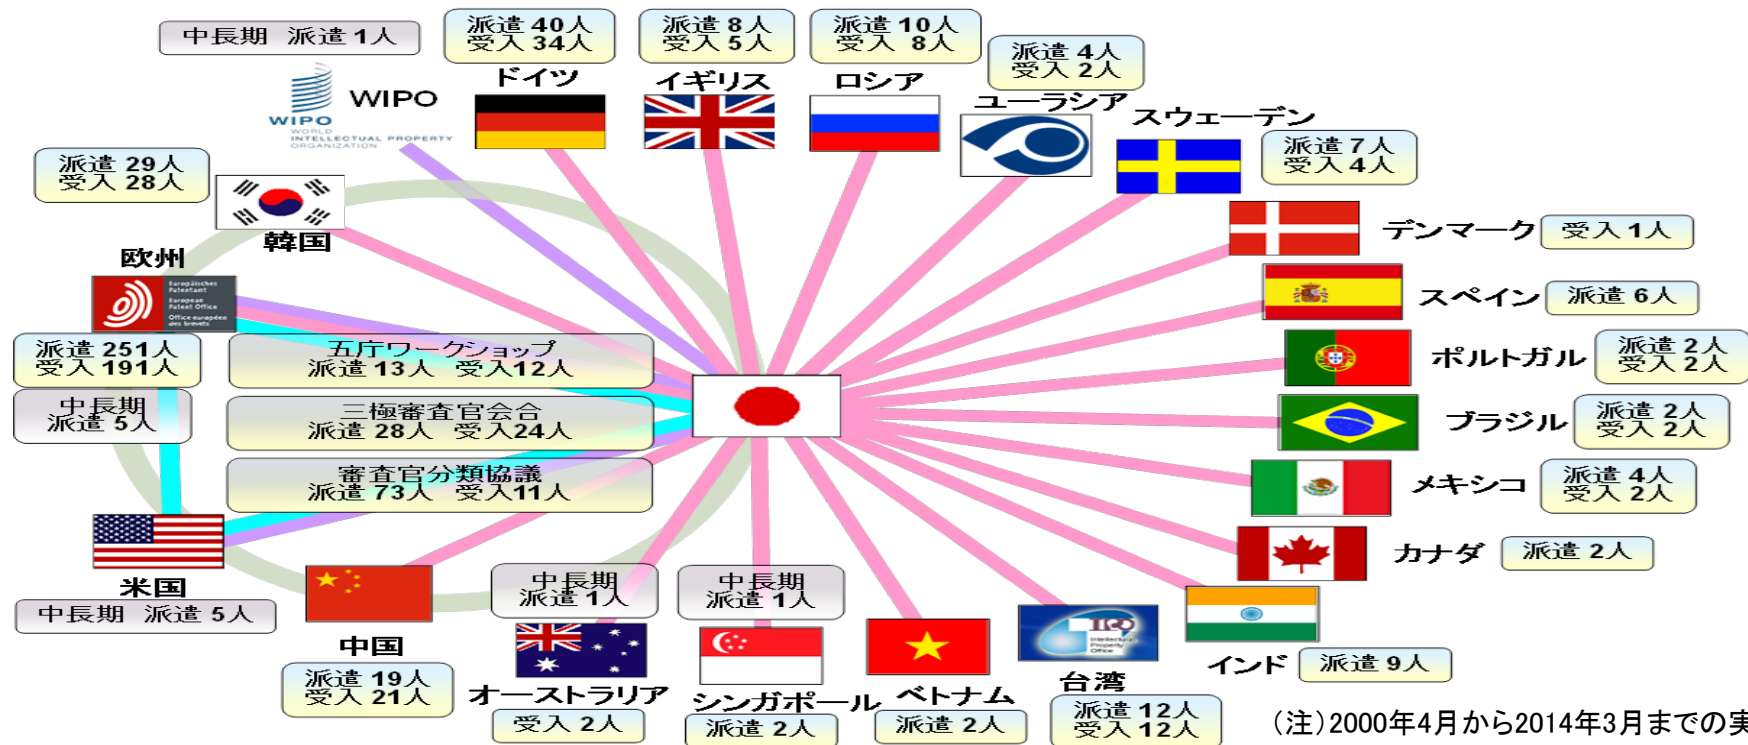 中長期 派遣 1人
派遣 40人
受入 34人
派遣 8人
受入 5人
派遣 10人
受入 8人
派遣 4人
受入 2人
WIPO
WIPO
WORLD
INTELLECTUAL PROPERTY
ORGANIZATION
ドイツ
イギリス
ロシア
ユーラシア
スウェーデン
派遣 7人
受入 4人
派遣 29人
受入 28人
韓国
デンマーク
受入 1人
欧州
Europäisches
Patentamt
European
Patent Office
Office européen
des brevets
スペイン
派遣 6人
派遣 251人
受入 191人
五庁ワークショップ
派遣 13人 受入12人
ポルトガル
派遣 2人
受入 2人
中長期
派遣 5人
三極審査官会合
派遣 28人 受入24人
ブラジル
派遣 2人
受入 2人
審査官分類協議
派遣 73人 受入11人
メキシコ
派遣 4人
受入 2人
米国
中長期 派遣 5人
カナダ
派遣 2人
中国
派遣 19人
受入 21人
中長期
派遣 1人
オーストラリア
受入 2人
中長期
派遣 1人
シンガポール
派遣 2人
ベトナム
派遣 2人
Intellectual
Property
Office
台湾
派遣 12人
受入 12人
インド
派遣 9人
(注)2000年4月から2014年3月までの実